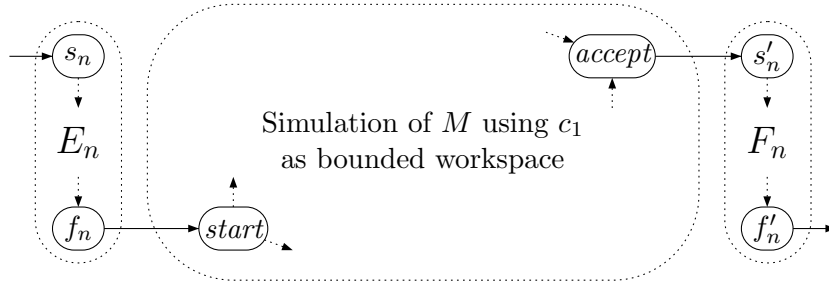 s_n
accept
s'_n
Simulation of M using c_1
as bounded workspace
E_n
F_n
f_n
start
f'_n